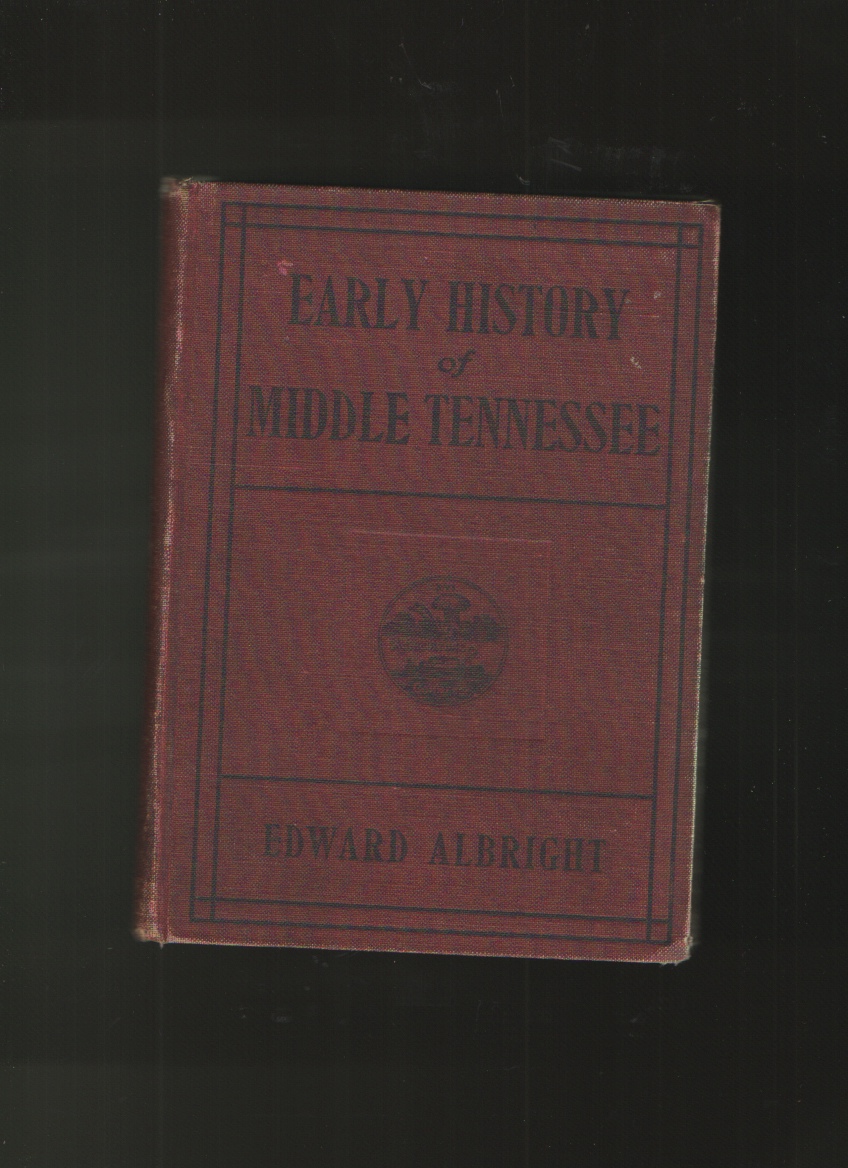 EARLY HISTORY
of
MIDDLE TENNESSEE
EDWARD ALBRIGHT